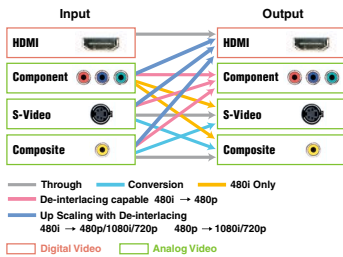 Input Output
HDMI HDMI
Component Component
S-Video S-Video
Composite Composite
Through Conversion 480i Only
De-interlacing capable 480i → 480p
Up Scaling with De-interlacing
480i → 480p/1080i/720p 480p → 1080i/720p
Digital Video Analog Video